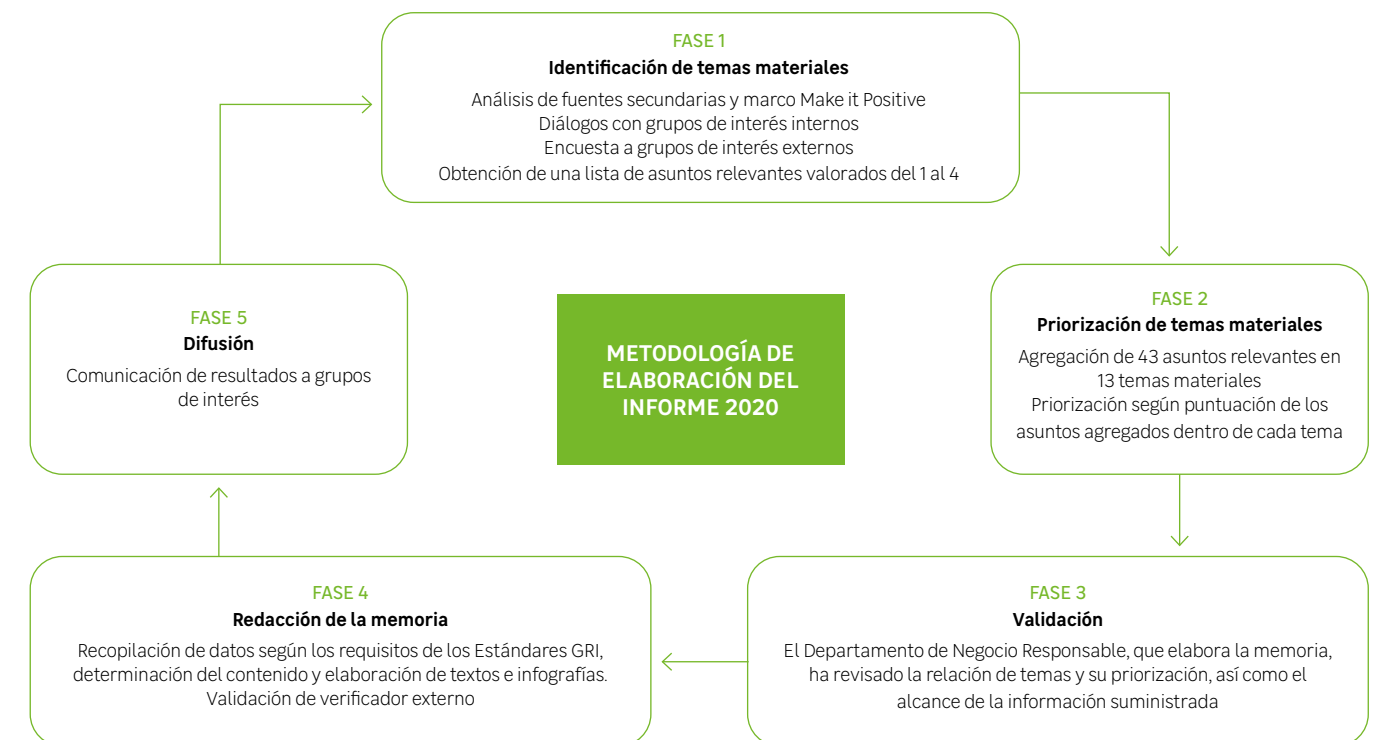 FASE 1
Identificación de temas materiales
Análisis de fuentes secundarias y marco Make it Positive
Diálogos con grupos de interés internos
Encuesta a grupos de interés externos
Obtención de una lista de asuntos relevantes valorados del 1 al 4
FASE 2
Priorización de temas materiales
Agregación de 43 asuntos relevantes en
13 temas materiales
Priorización según puntuación de los
asuntos agregados dentro de cada tema
FASE 3
Validación
El Departamento de Negocio Responsable, que elabora la memoria,
ha revisado la relación de temas y su priorización, así como el
alcance de la información suministrada
FASE 4
Redacción de la memoria
Recopilación de datos según los requisitos de los Estándares GRI,
determinación del contenido y elaboración de textos e infografías.
Validación de verificador externo
FASE 5
Difusión
Comunicación de resultados a grupos
de interés
METODOLOGÍA DE
ELABORACIÓN DEL
INFORME 2020